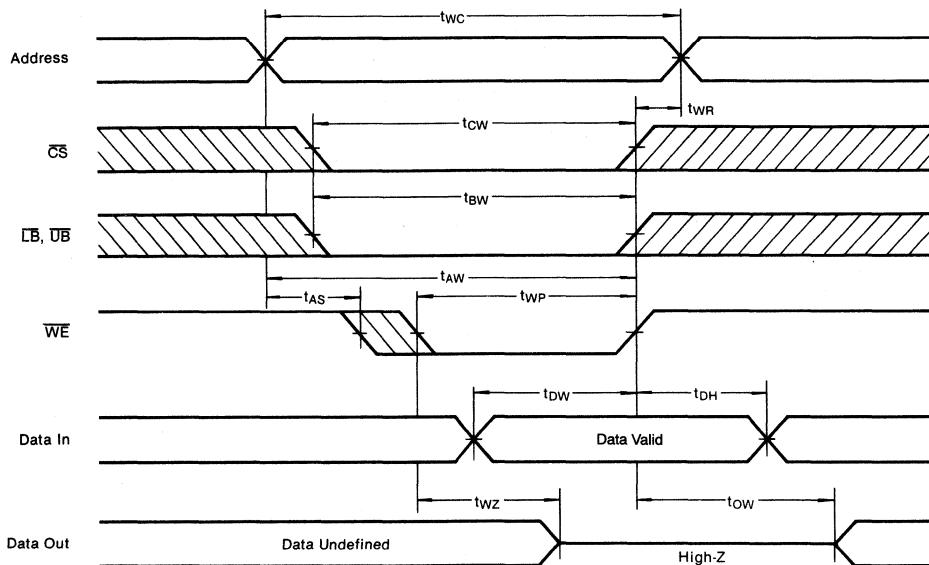 tWC
Address
tWR
tCW
CS
tBW
LB, UB
tAW
tAS
tWP
WE
tDW
tDH
Data In
Data Valid
tWZ
tOW
Data Out
Data Undefined
High-Z